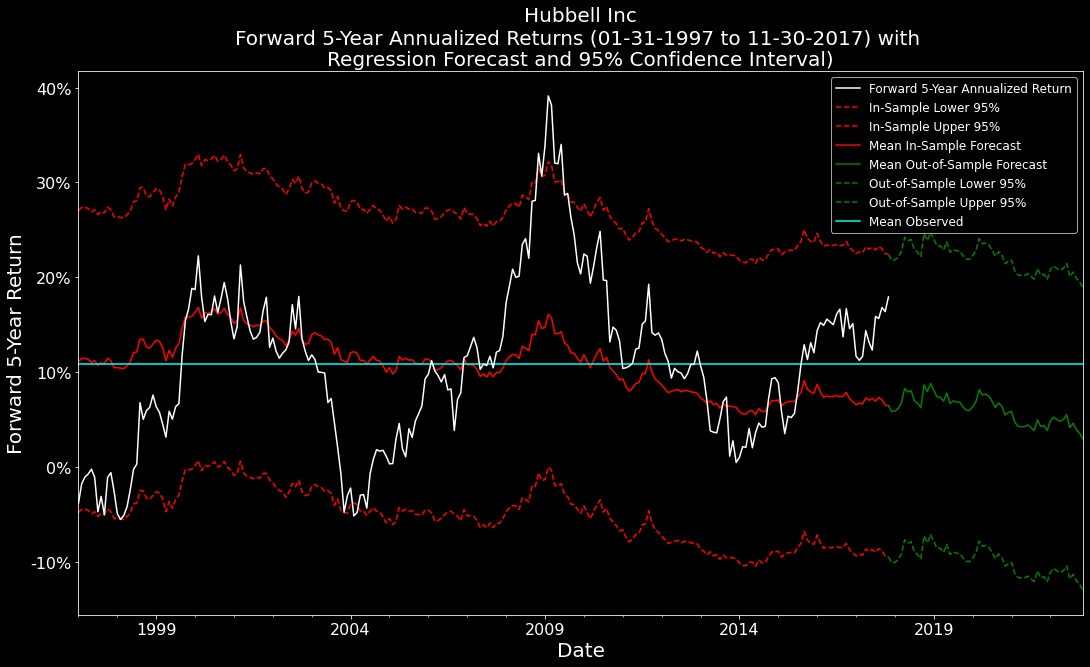 Hubbell Inc
Forward 5-Year Annualized Returns (01-31-1997 to 11-30-2017) with
Regression Forecast and 95% Confidence Interval)
Forward 5-Year Annualized Return
In-Sample Lower 95%
In-Sample Upper 95%
Mean In-Sample Forecast
Mean Out-of-Sample Forecast
Out-of-Sample Lower 95%
Out-of-Sample Upper 95%
Mean Observed
Forward 5-Year Return
40%
30%
20%
10%
0%
-10%
1999 2004 2009 2014 2019
Date